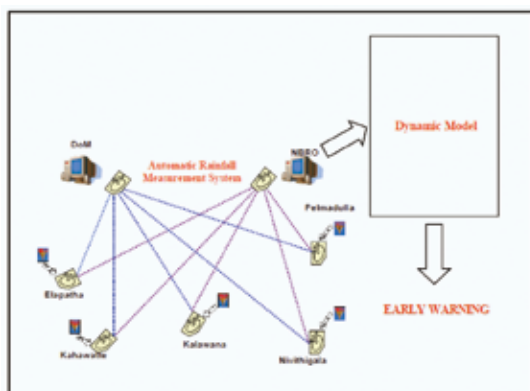 DoM
NBRO
Automatic Rainfall
Measurement System
Dynamic Model
Pelmadulla
Elapatha
Kahawatte
Kalawana
Nivithigala
EARLY WARNING